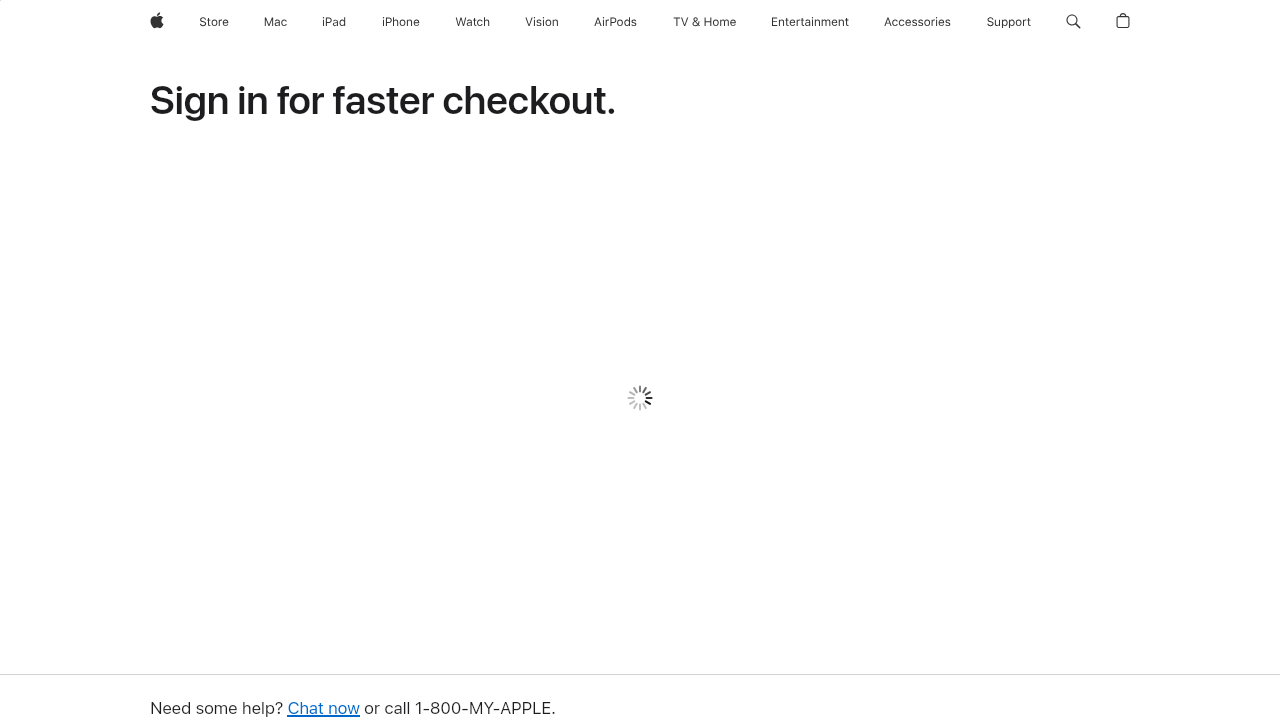 Store Mac iPad iPhone Watch Vision AirPods TV & Home Entertainment Accessories Support
Sign in for faster checkout.
Need some help? Chat now or call 1-800-MY-APPLE.